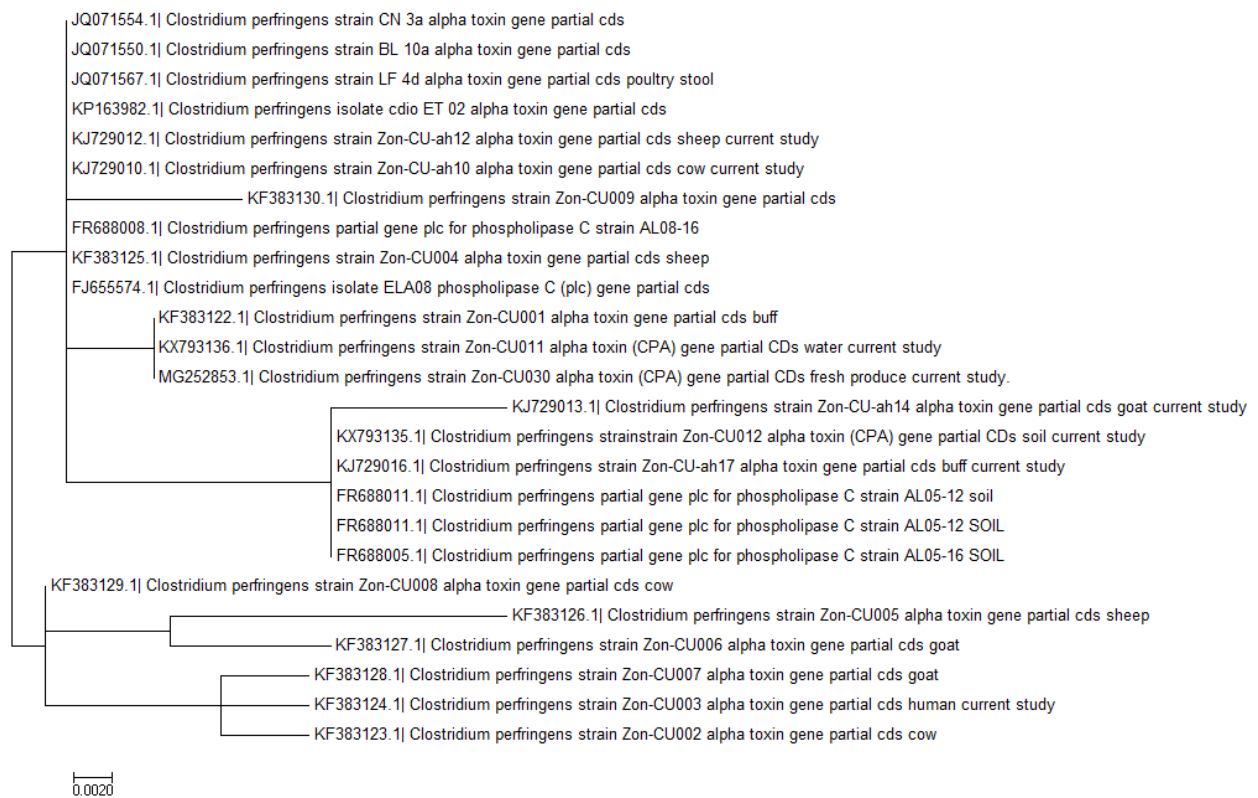 JQ071554.1| Clostridium perfringens strain CN 3a alpha toxin gene partial cds
JQ071550.1| Clostridium perfringens strain BL 10a alpha toxin gene partial cds
JQ071567.1| Clostridium perfringens strain LF 4d alpha toxin gene partial cds poultry stool
KP163982.1| Clostridium perfringens isolate cdio ET 02 alpha toxin gene partial cds
KJ729012.1| Clostridium perfringens strain Zon-CU-ah12 alpha toxin gene partial cds sheep current study
KJ729010.1| Clostridium perfringens strain Zon-CU-ah10 alpha toxin gene partial cds cow current study
KF383130.1| Clostridium perfringens strain Zon-CU009 alpha toxin gene partial cds
FR688008.1| Clostridium perfringens partial gene plc for phospholipase C strain AL08-16
KF383125.1| Clostridium perfringens strain Zon-CU004 alpha toxin gene partial cds sheep
FJ655574.1| Clostridium perfringens isolate ELA08 phospholipase C (plc) gene partial cds
KF383122.1| Clostridium perfringens strain Zon-CU001 alpha toxin gene partial cds buff
KX793136.1| Clostridium perfringens strain Zon-CU011 alpha toxin (CPA) gene partial CDs water current study
MG252853.1| Clostridium perfringens strain Zon-CU030 alpha toxin (CPA) gene partial CDs fresh produce current study.
KJ729013.1| Clostridium perfringens strain Zon-CU-ah14 alpha toxin gene partial cds goat current study
KX793135.1| Clostridium perfringens strainstrain Zon-CU012 alpha toxin (CPA) gene partial CDs soil current study
KJ729016.1| Clostridium perfringens strain Zon-CU-ah17 alpha toxin gene partial cds buff current study
FR688011.1| Clostridium perfringens partial gene plc for phospholipase C strain AL05-12 soil
FR688011.1| Clostridium perfringens partial gene plc for phospholipase C strain AL05-12 SOIL
FR688005.1| Clostridium perfringens partial gene plc for phospholipase C strain AL05-16 SOIL
KF383129.1| Clostridium perfringens strain Zon-CU008 alpha toxin gene partial cds cow
KF383126.1| Clostridium perfringens strain Zon-CU005 alpha toxin gene partial cds sheep
KF383127.1| Clostridium perfringens strain Zon-CU006 alpha toxin gene partial cds goat
KF383128.1| Clostridium perfringens strain Zon-CU007 alpha toxin gene partial cds goat
KF383124.1| Clostridium perfringens strain Zon-CU003 alpha toxin gene partial cds human current study
KF383123.1| Clostridium perfringens strain Zon-CU002 alpha toxin gene partial cds cow
0.0020